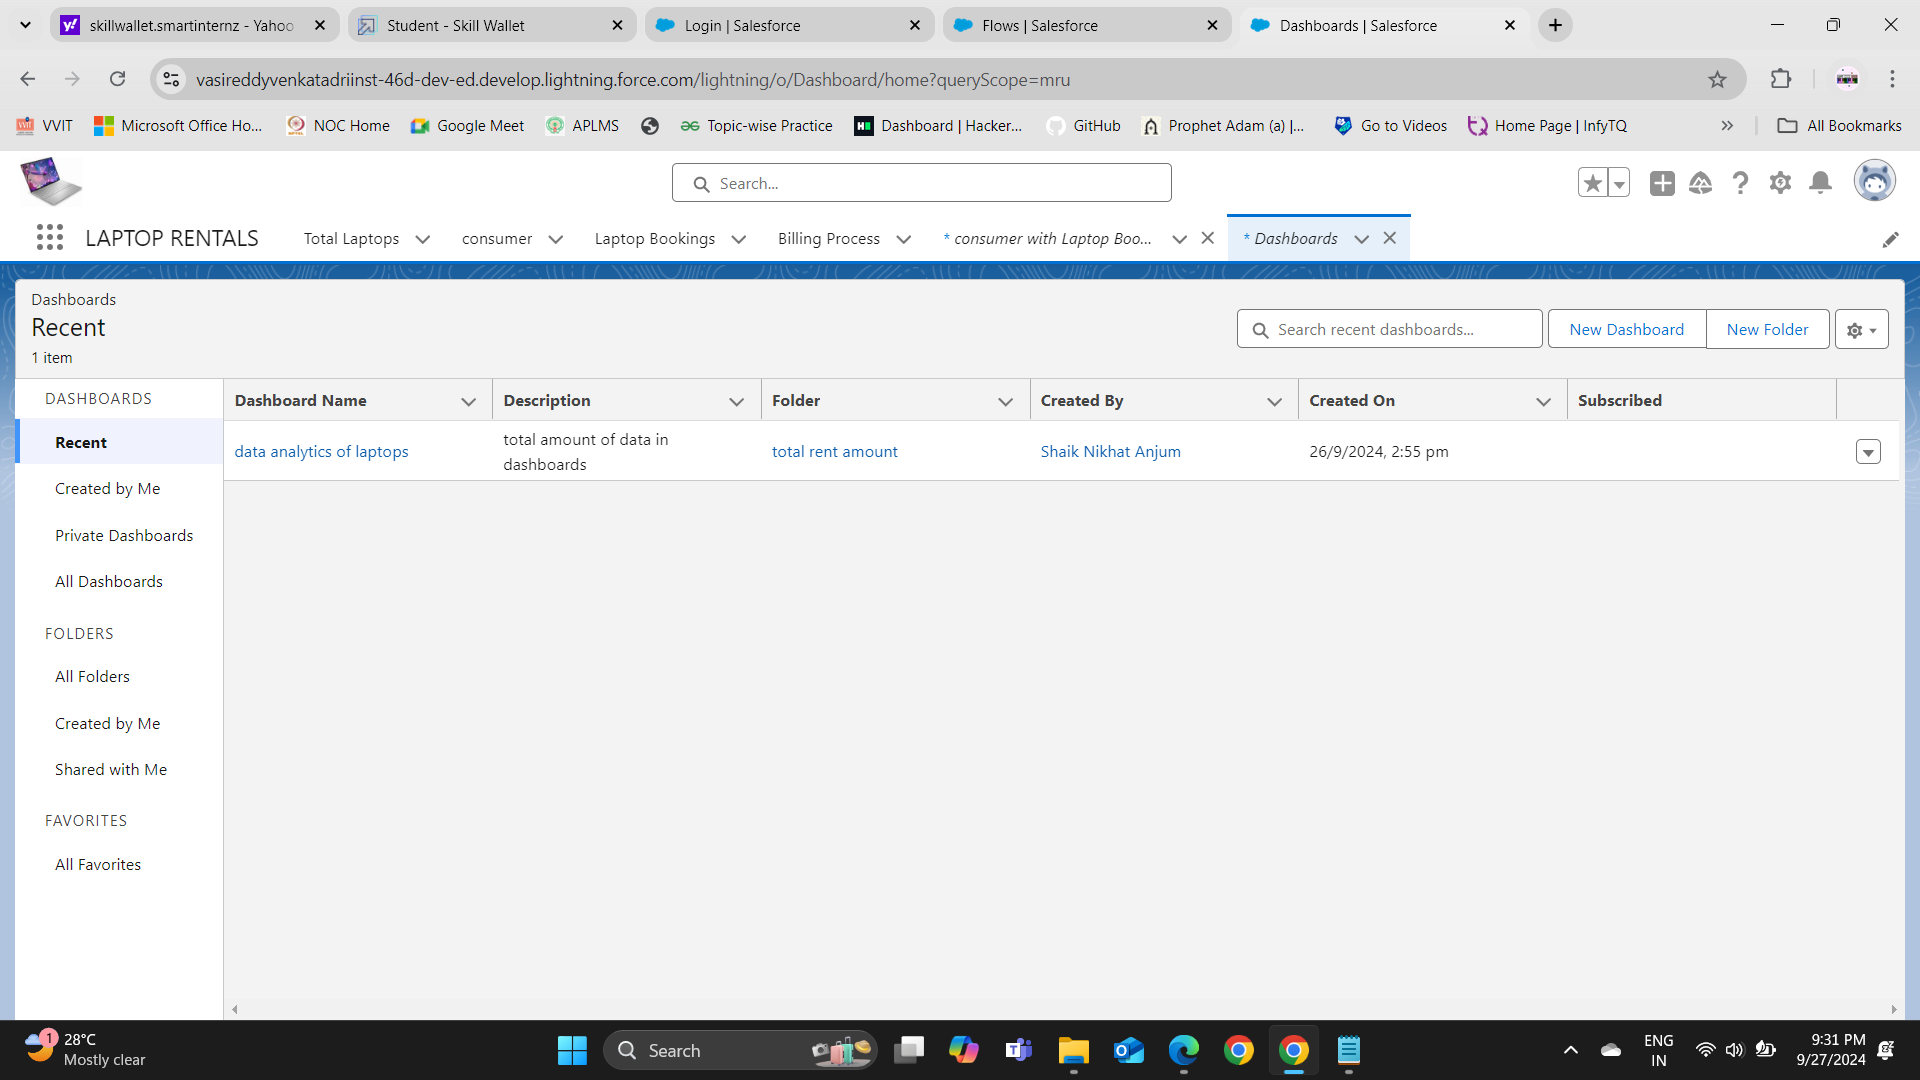 skillwallet.smartinternz - Yahoo
Student - Skill Wallet
Login | Salesforce
Flows | Salesforce
Dashboards | Salesforce
vasireddyvenkatadriinst-46d-dev-ed.develop.lightning.force.com/lightning/o/Dashboard/home?queryScope=mru
VVIT
Microsoft Office Ho...
NOC Home
Google Meet
APLMS
Topic-wise Practice
Dashboard | Hacker...
GitHub
Prophet Adam (a) |...
Go to Videos
Home Page | InfyTQ
All Bookmarks
Search...
LAPTOP RENTALS
Total Laptops
consumer
Laptop Bookings
Billing Process
* consumer with Laptop Boo...
* Dashboards
Dashboards
Recent
1 item
Search recent dashboards...
New Dashboard
New Folder
DASHBOARDS
Recent
Created by Me
Private Dashboards
All Dashboards
FOLDERS
All Folders
Created by Me
Shared with Me
FAVORITES
All Favorites
Dashboard Name
Description
Folder
Created By
Created On
Subscribed
data analytics of laptops
total amount of data in
dashboards
total rent amount
Shaik Nikhat Anjum
26/9/2024, 2:55 pm
1
28°C
Mostly clear
Search
ENG
IN
9:31 PM
9/27/2024